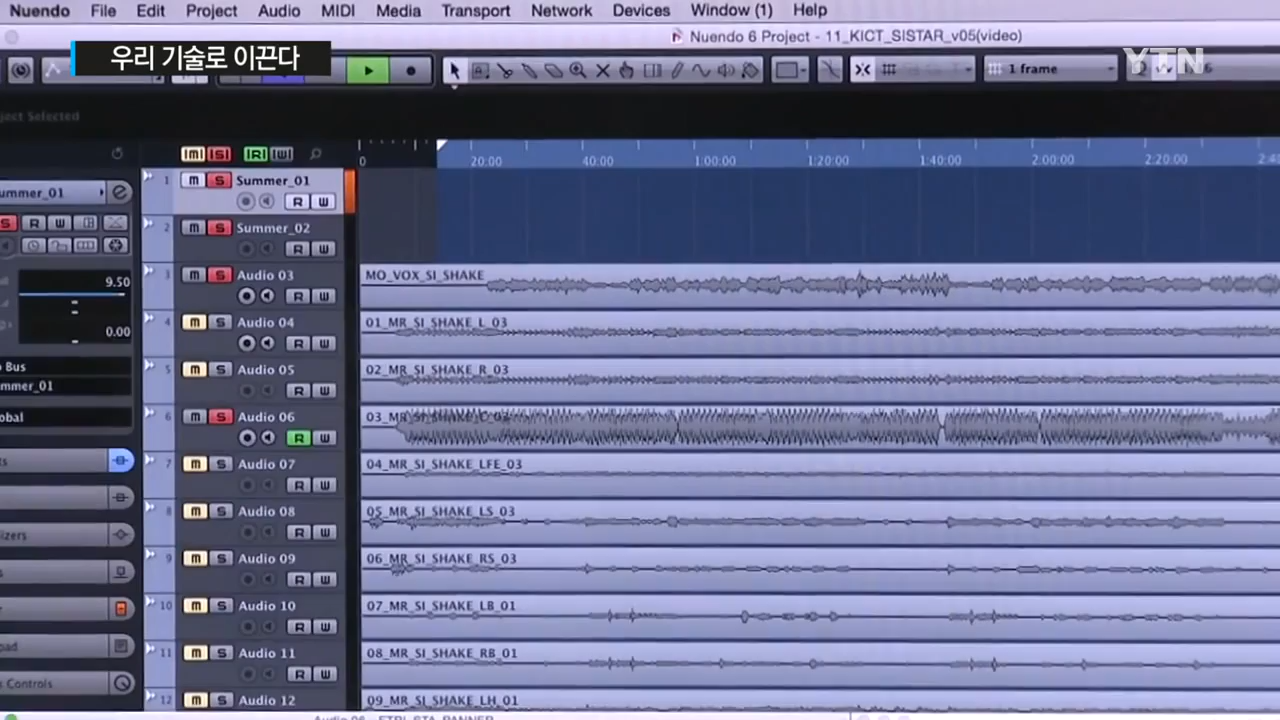 Nuendo File Edit Project Audio MIDI Media Transport Network Devices Window (1) Help
Nuendo 6 Project - 11_KICT_SISTAR_v05(video)
우리 기술로 이끈다
YTN
1 frame
ject Selected
m S R W
0 20:00 40:00 1:00:00 1:20:00 1:40:00 2:00:00 2:20:00 2:4
ummer_01
S R W
9.50
0.00
Bus
mmer_01
obal
ts
izers
s
pad
k Controls
1 m S Summer_01
R W
2 m S Summer_02
R W
3 m S Audio 03 MO_VOX_SI_SHAKE
R W
4 m S Audio 04 01_MR_SI_SHAKE_L_03
R W
5 m S Audio 05 02_MR_SI_SHAKE_R_03
R W
6 m S Audio 06 03_MR_SI_SHAKE_C_03
R W
7 m S Audio 07 04_MR_SI_SHAKE_LFE_03
R W
8 m S Audio 08 05_MR_SI_SHAKE_LS_03
R W
9 m S Audio 09 06_MR_SI_SHAKE_RS_03
R W
10 m S Audio 10 07_MR_SI_SHAKE_LB_01
R W
11 m S Audio 11 08_MR_SI_SHAKE_RB_01
R W
12 m S Audio 12 09_MR_SI_SHAKE_LH_01